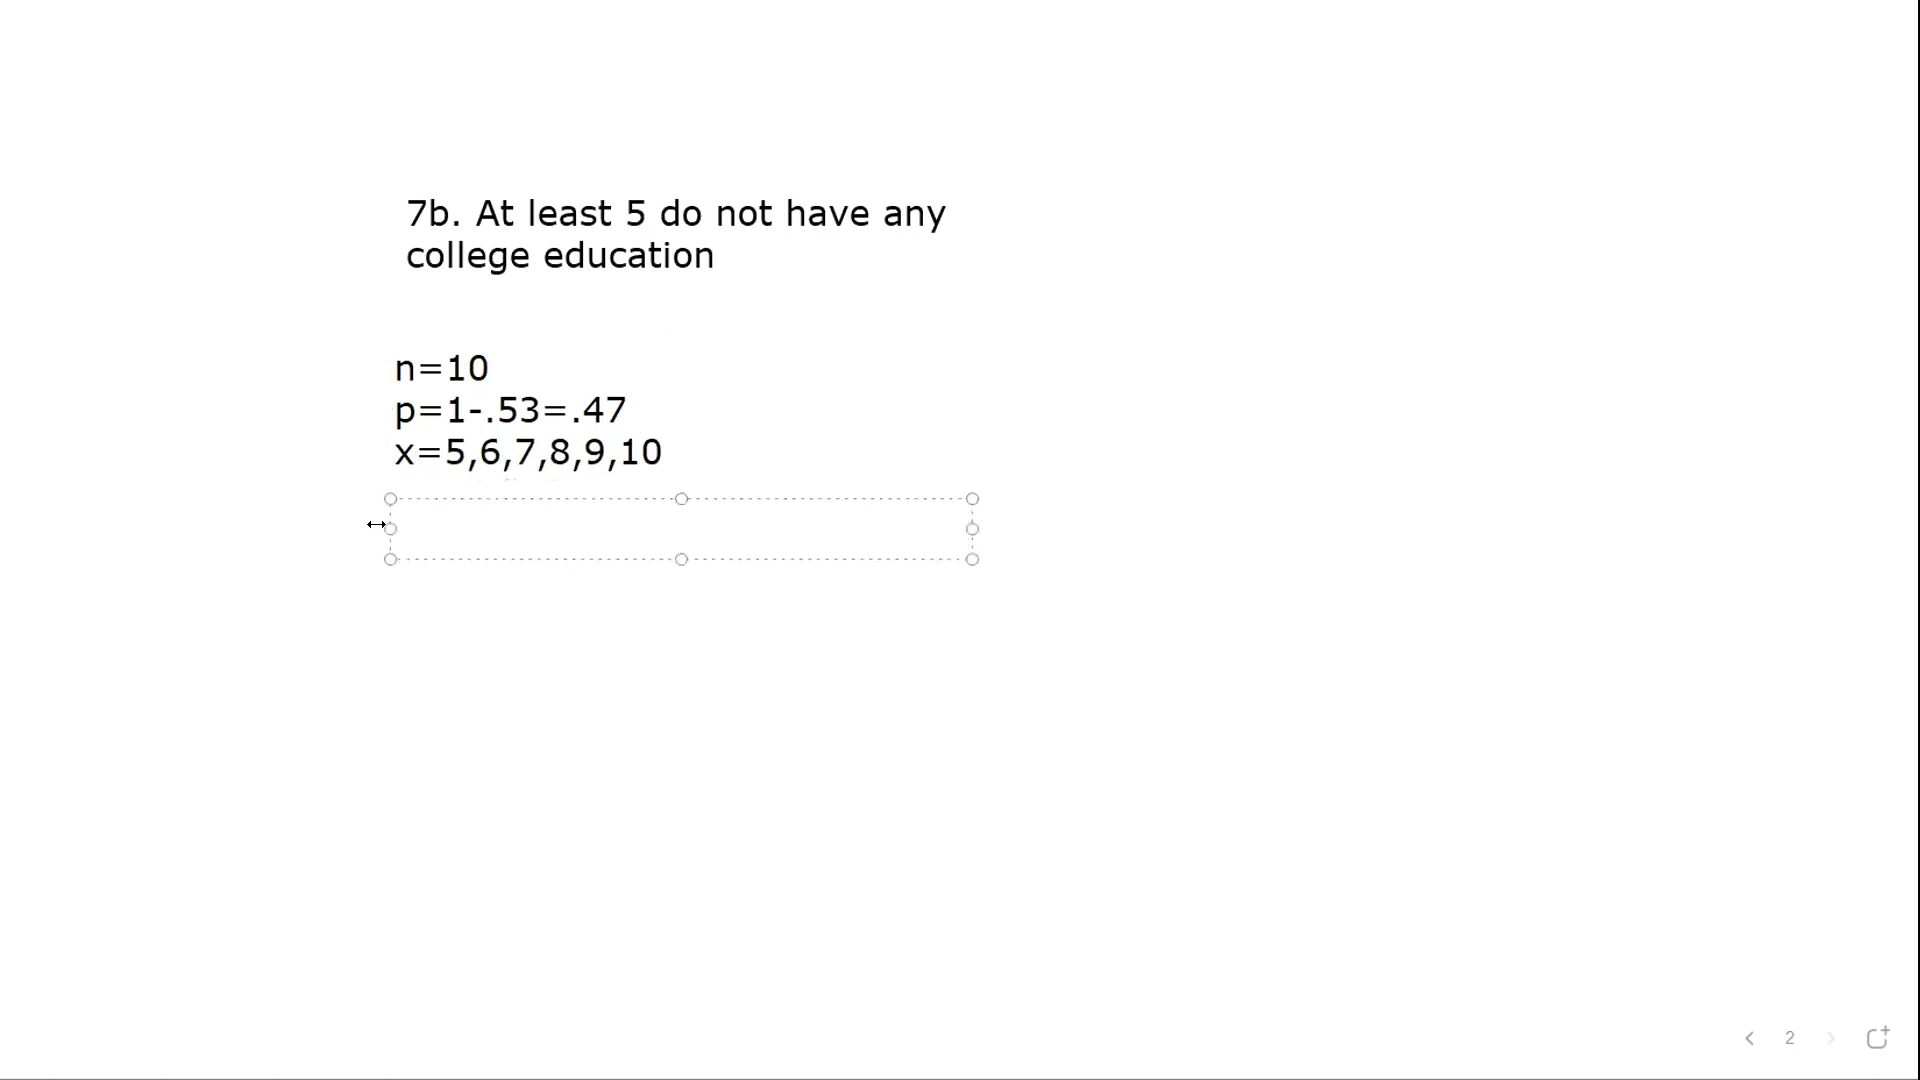 7b. At least 5 do not have any
college education
n=10
p=1-.53=.47
x=5,6,7,8,9,10
2